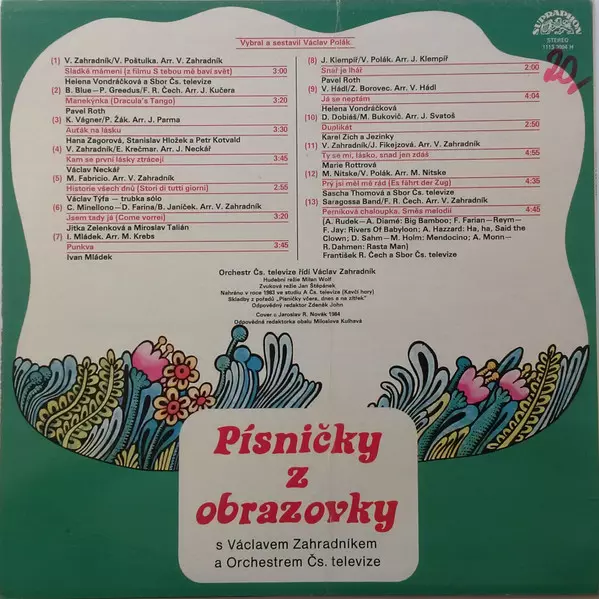 SUPRAPHON
STEREO
1113 3994 H
20,-
Vybral a sestavil Václav Polák.
(1) V. Zahradník/V. Poštulka. Arr. V. Zahradník
Sladké mámení (z filmu S tebou mě baví svět) 3:00
Helena Vondráčková a Sbor Čs. televize
(2) B. Blue—P. Greedus/F. R. Čech. Arr. J. Kučera
Manekýnka (Dracula's Tango) 3:20
Pavel Roth
(3) K. Vágner/P. Žák. Arr. J. Parma
Auťák na lásku 3:30
Hana Zagorová, Stanislav Hložek a Petr Kotvald
(4) V. Zahradník/E. Krečmar. Arr. J. Neckář
Kam se první lásky ztrácejí 3:45
Václav Neckář
(5) M. Fabricio. Arr. V. Zahradník
Historie všech dnů (Stori di tutti giorni) 2:55
Václav Týfa — trubka sólo
(6) C. Minellono—D. Farina/B. Janíček. Arr. V. Zahradník
Jsem tady já (Come vorrei) 3:20
Jitka Zelenková a Miroslav Talián
(7) I. Mládek. Arr. M. Krebs
Punkva 3:45
Ivan Mládek
(8) J. Klempíř/V. Polák. Arr. J. Klempíř
Snář je lhář 5:00
Pavel Roth
(9) V. Hádl/Z. Borovec. Arr. V. Hádl
Já se neptám 4:04
Helena Vondráčková
(10) D. Dobiáš/M. Bukovič. Arr. J. Svatoš
Duplikát 2:50
Karel Zich a Jezinky
(11) V. Zahradník/J. Fikejzová. Arr. V. Zahradník
Ty se mi, lásko, snad jen zdáš 4:55
Marie Rottrová
(12) M. Nitske/V. Polák. Arr. M. Nitske
Prý jsi měl mě rád (Es fährt der Zug) 3:35
Sascha Thomová a Sbor Čs. televize
(13) Saragossa Band/F. R. Čech. Arr. V. Zahradník
Perníková chaloupka. Směs melodií 4:45
(A. Rudek—A. Diamé: Big Bamboo; F. Farian—Reym—
F. Jay: Rivers Of Babyloon; A. Hazzard: Ha, ha, Said the
Clown; D. Sahm—M. Holm: Mendocino; A. Monn—
R. Dahmen: Rasta Man)
František R. Čech a Sbor Čs. televize
Orchestr Čs. televize řídí Václav Zahradník
Hudební režie Milan Wolf
Zvuková režie Jan Štěpánek
Nahráno v roce 1983 ve studiu A Čs. televize (Kavčí hory)
Skladby z pořadů „Písničky včera, dnes a na zítřek"
Odpovědný redaktor Zdeněk John
Cover © Jaroslav R. Novák 1984
Odpovědná redaktorka obalu Miloslava Kulhavá
Písničky
z
obrazovky
s Václavem Zahradníkem
a Orchestrem Čs. televize